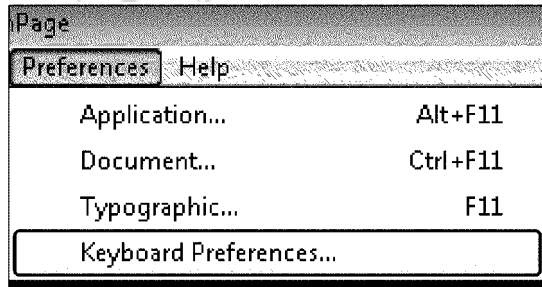 Page
Preferences Help
Application... Alt+F11
Document... Ctrl+F11
Typographic... F11
Keyboard Preferences...